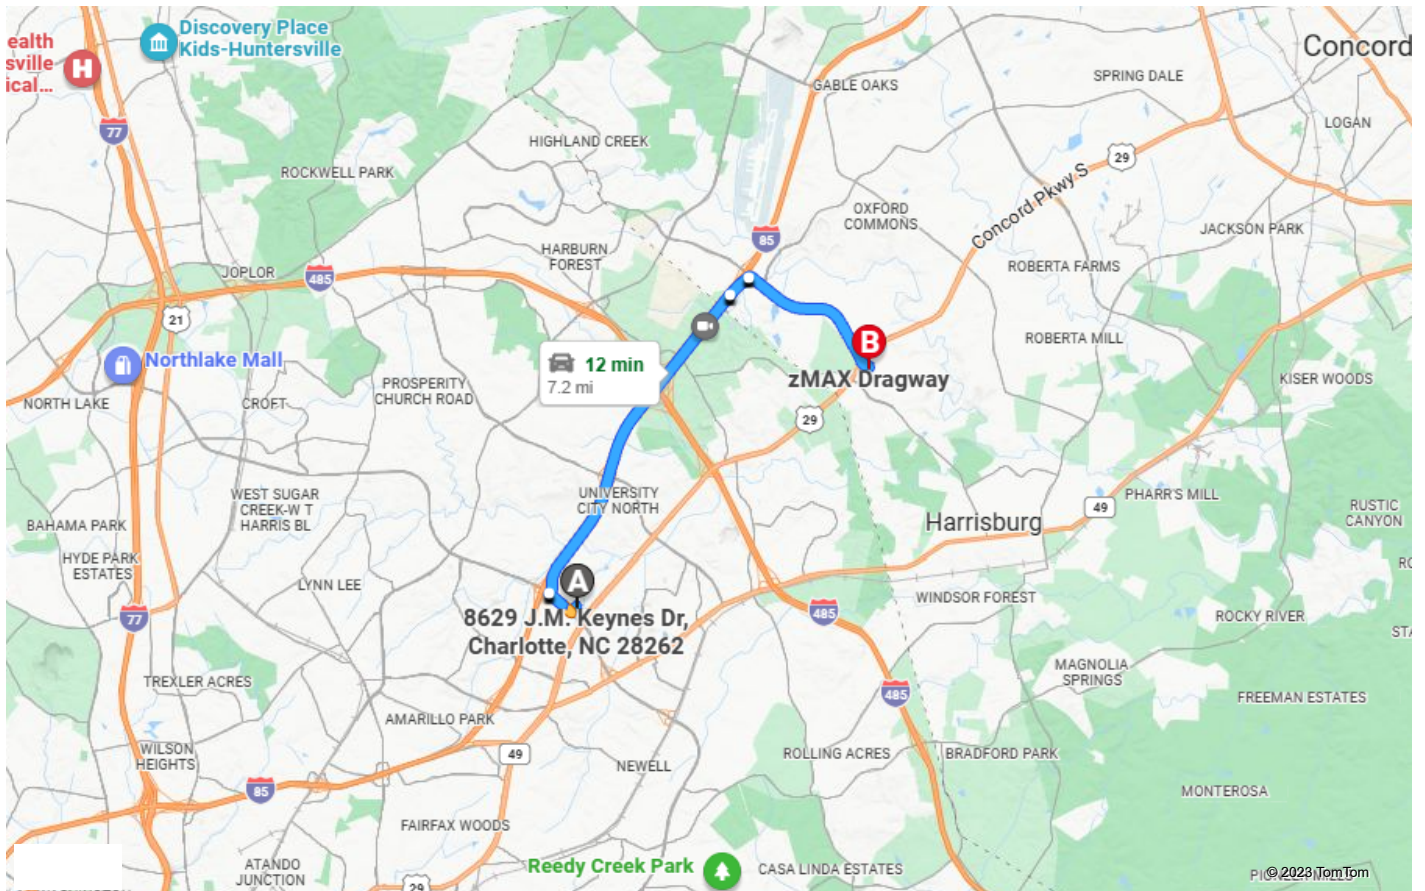 Discovery Place
Kids-Huntersville
ealth
sville
ical...
H
Concord
SPRING DALE
GABLE OAKS
LOGAN
77
HIGHLAND CREEK
29
ROCKWELL PARK
Concord Pkwy S
OXFORD
COMMONS
JACKSON PARK
85
HARBURN
FOREST
JOPLOR
485
ROBERTA FARMS
21
ROBERTA MILL
B
Northlake Mall
12 min
7.2 mi
zMAX Dragway
KISER WOODS
PROSPERITY
CHURCH ROAD
NORTH LAKE
CROFT
29
UNIVERSITY
CITY NORTH
WEST SUGAR
CREEK-W T
HARRIS BL
PHARR'S MILL
49
RUSTIC
CANYON
BAHAMA PARK
Harrisburg
HYDE PARK
ESTATES
LYNN LEE
A
WINDSOR FOREST
77
485
8629 J.M. Keynes Dr,
Charlotte, NC 28262
ROCKY RIVER
MAGNOLIA
SPRINGS
TREXLER ACRES
485
FREEMAN ESTATES
AMARILLO PARK
WILSON
HEIGHTS
49
NEWELL
ROLLING ACRES
BRADFORD PARK
85
MONTEROSA
FAIRFAX WOODS
ATANDO
JUNCTION
Reedy Creek Park
CASA LINDA ESTATES
29
© 2023 TomTom